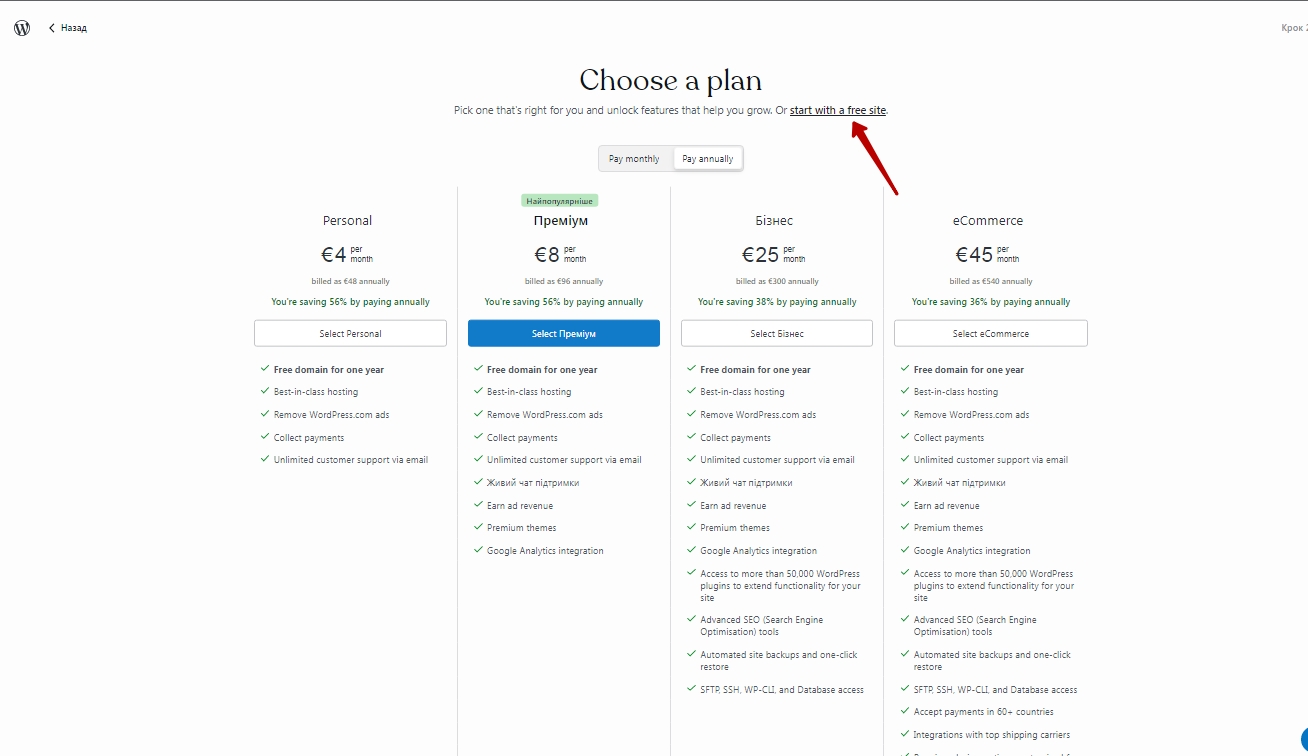 Назад
Крок 2
Choose a plan
Pick one that's right for you and unlock features that help you grow. Or start with a free site.
Pay monthly Pay annually
Personal
€4 per month
billed as €48 annually
You're saving 56% by paying annually
Select Personal
Free domain for one year
Best-in-class hosting
Remove WordPress.com ads
Collect payments
Unlimited customer support via email
Найпопулярніше
Преміум
€8 per month
billed as €96 annually
You're saving 56% by paying annually
Select Преміум
Free domain for one year
Best-in-class hosting
Remove WordPress.com ads
Collect payments
Unlimited customer support via email
Живий чат підтримки
Earn ad revenue
Premium themes
Google Analytics integration
Бізнес
€25 per month
billed as €300 annually
You're saving 38% by paying annually
Select Бізнес
Free domain for one year
Best-in-class hosting
Remove WordPress.com ads
Collect payments
Unlimited customer support via email
Живий чат підтримки
Earn ad revenue
Premium themes
Google Analytics integration
Access to more than 50,000 WordPress
plugins to extend functionality for your
site
Advanced SEO (Search Engine
Optimisation) tools
Automated site backups and one-click
restore
SFTP, SSH, WP-CLI, and Database access
eCommerce
€45 per month
billed as €540 annually
You're saving 36% by paying annually
Select eCommerce
Free domain for one year
Best-in-class hosting
Remove WordPress.com ads
Collect payments
Unlimited customer support via email
Живий чат підтримки
Earn ad revenue
Premium themes
Google Analytics integration
Access to more than 50,000 WordPress
plugins to extend functionality for your
site
Advanced SEO (Search Engine
Optimisation) tools
Automated site backups and one-click
restore
SFTP, SSH, WP-CLI, and Database access
Accept payments in 60+ countries
Integrations with top shipping carriers